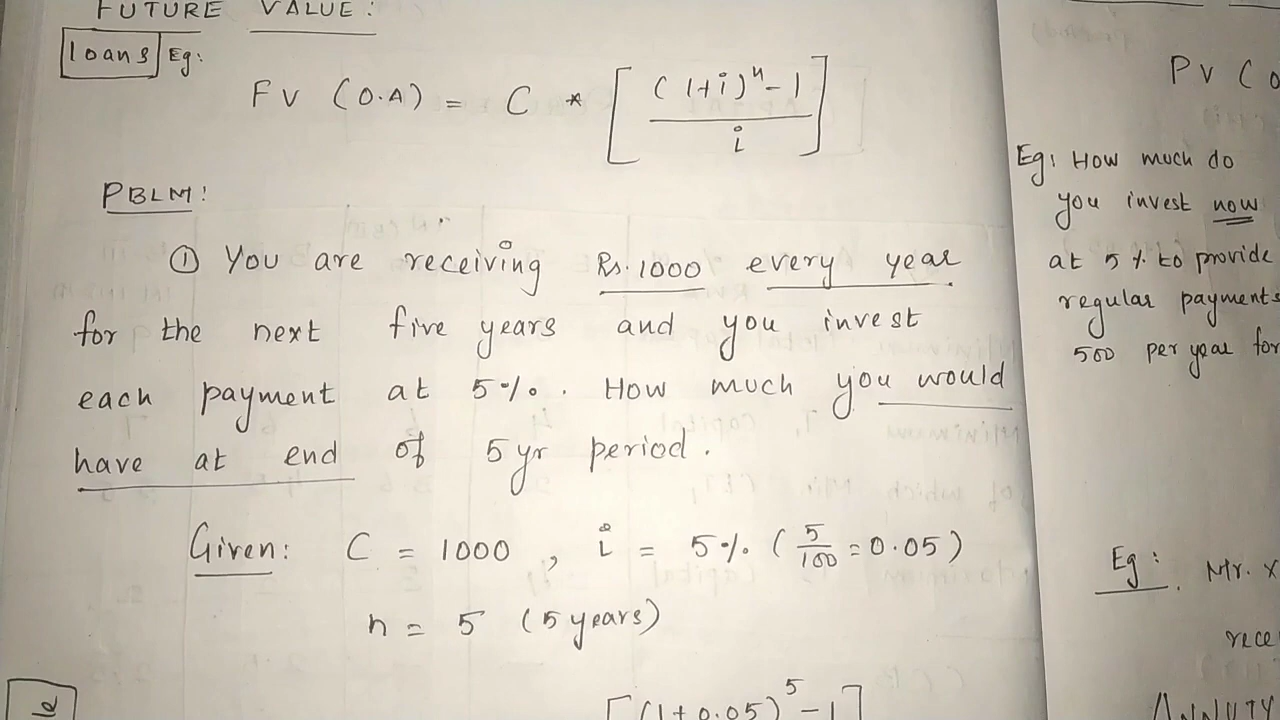 FUTURE VALUE:
loans Eg:
FV (O.A) = C * [ (1+i)^n - 1 / i ]
PBLM:
① You are receiving Rs.1000 every year
for the next five years and you invest
each payment at 5%. How much you would
have at end of 5 yr period.
Given: C = 1000, i = 5% (5/100 = 0.05)
n = 5 (5 years)
[(1+0.05)^5 - 1]
PV (O
Eg: How much do
you invest now
at 5% to provide
regular payments
500 per year for
Eg: Mr. X
rece